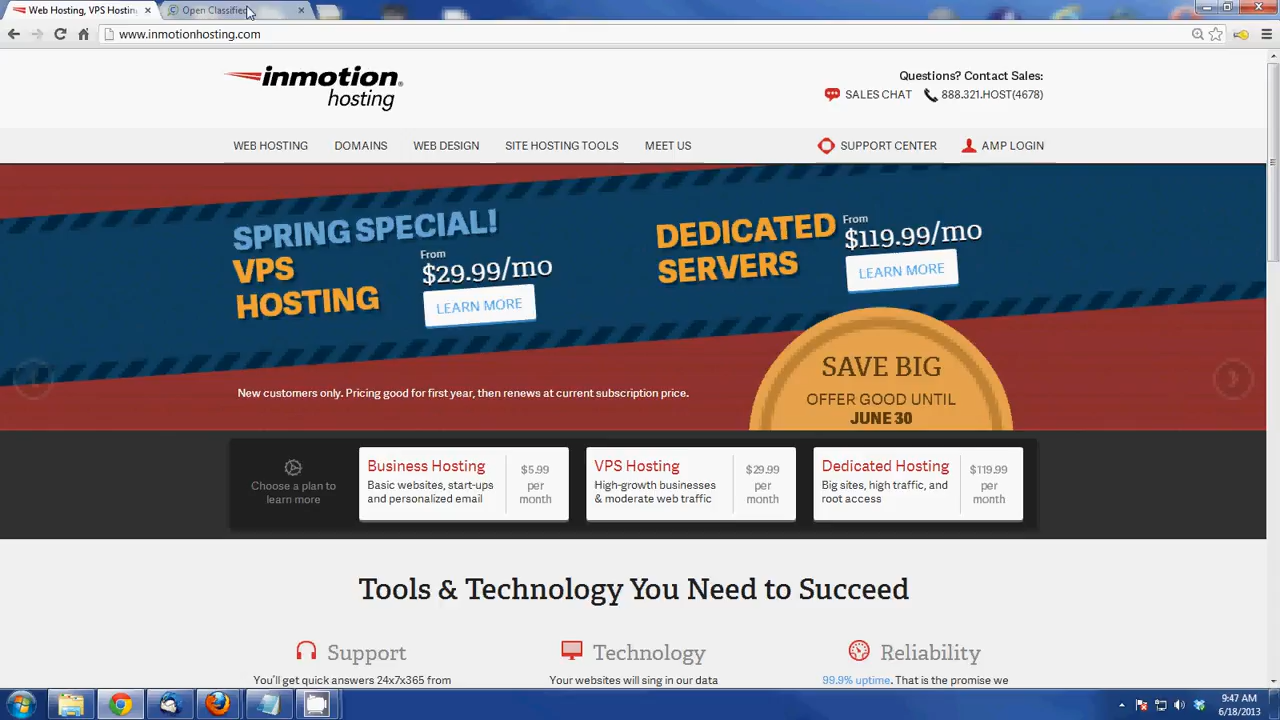 Web Hosting, VPS Hostin
Open Classified
www.inmotionhosting.com
inmotion
hosting
Questions? Contact Sales:
SALES CHAT 888.321.HOST(4678)
WEB HOSTING DOMAINS WEB DESIGN SITE HOSTING TOOLS MEET US SUPPORT CENTER AMP LOGIN
SPRING SPECIAL!
VPS
HOSTING
From
$29.99/mo
LEARN MORE
DEDICATED
SERVERS
From
$119.99/mo
LEARN MORE
New customers only. Pricing good for first year, then renews at current subscription price.
SAVE BIG
OFFER GOOD UNTIL
JUNE 30
Choose a plan to
learn more
Business Hosting
Basic websites, start-ups
and personalized email
$5.99
per
month
VPS Hosting
High-growth businesses
& moderate web traffic
$29.99
per
month
Dedicated Hosting
Big sites, high traffic, and
root access
$119.99
per
month
Tools & Technology You Need to Succeed
Support
You'll get quick answers 24x7x365 from
Technology
Your websites will sing in our data
Reliability
99.9% uptime. That is the promise we
9:47 AM
6/18/2013